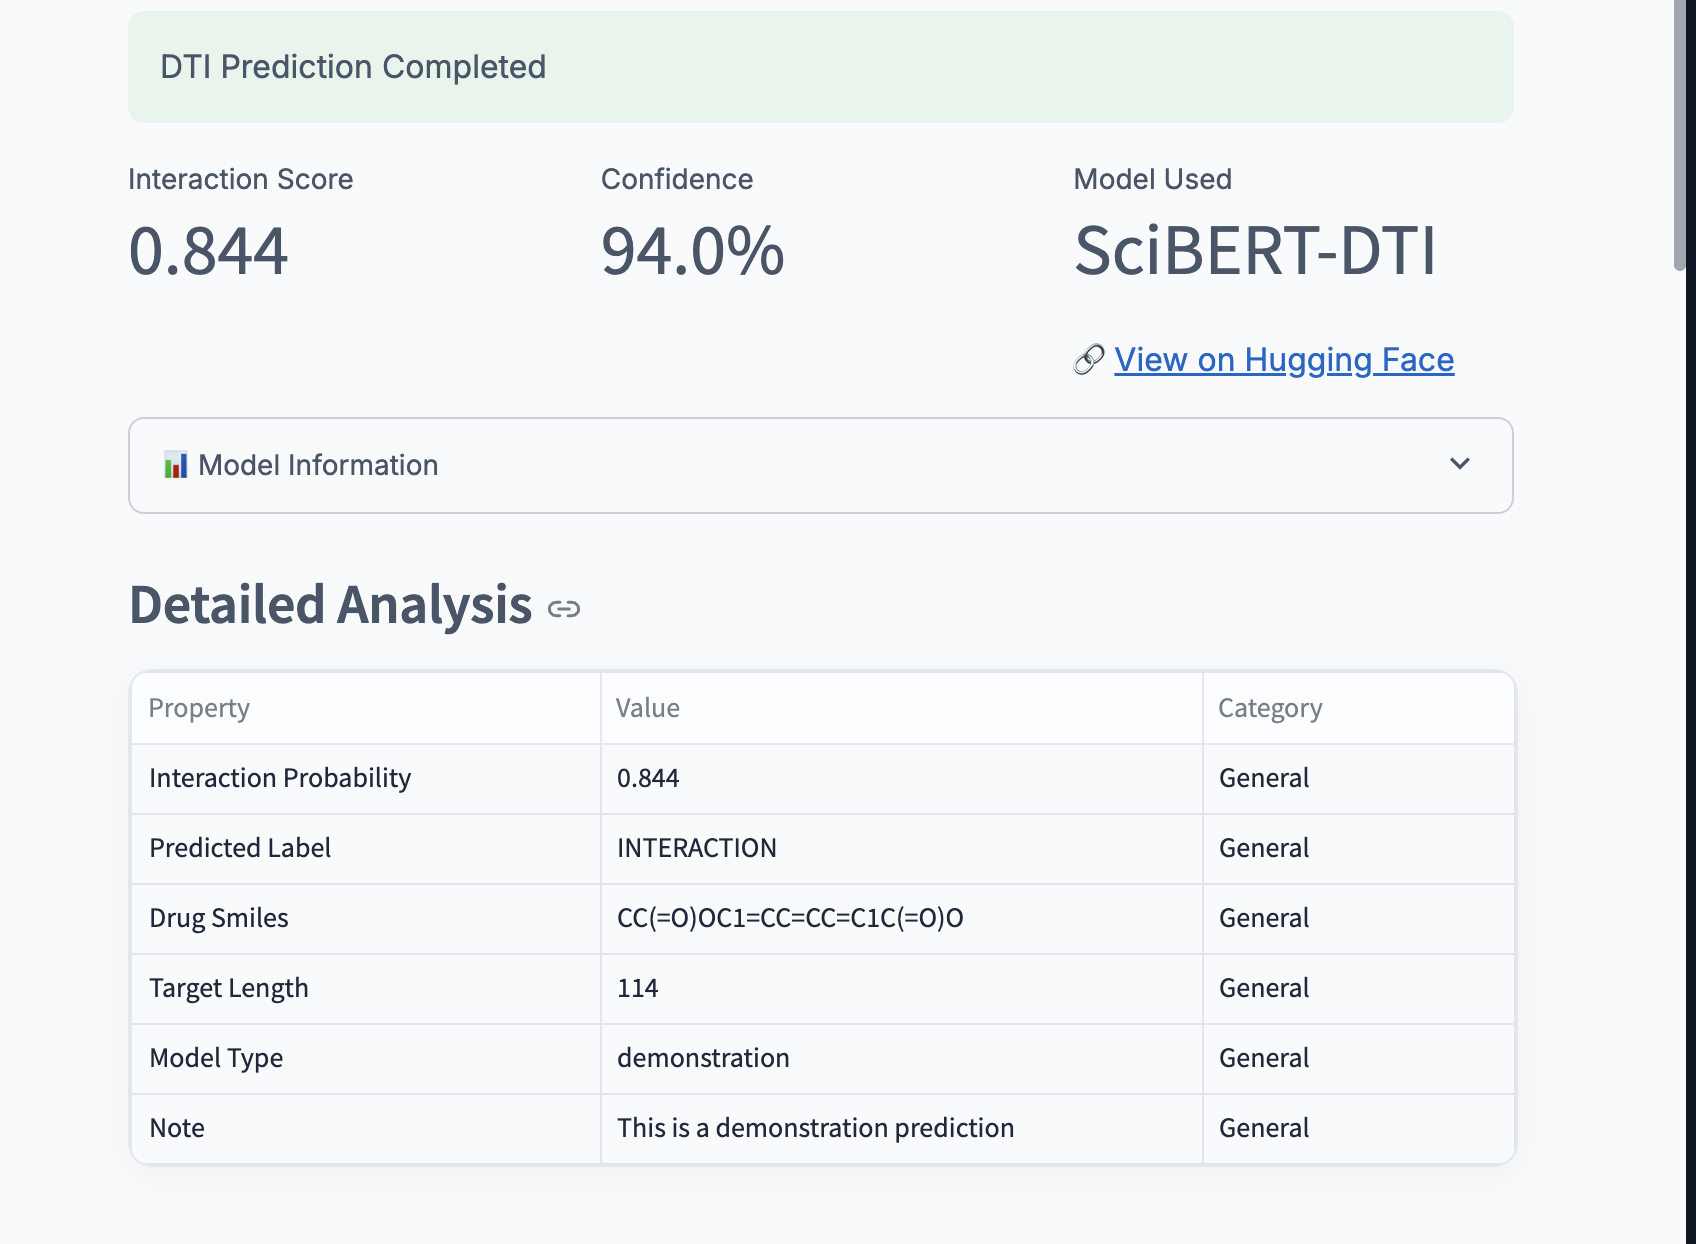 DTI Prediction Completed
Interaction Score
0.844
Confidence
94.0%
Model Used
SciBERT-DTI
View on Hugging Face
Model Information
Detailed Analysis
Property Value Category
Interaction Probability 0.844 General
Predicted Label INTERACTION General
Drug Smiles CC(=O)OC1=CC=CC=C1C(=O)O General
Target Length 114 General
Model Type demonstration General
Note This is a demonstration prediction General